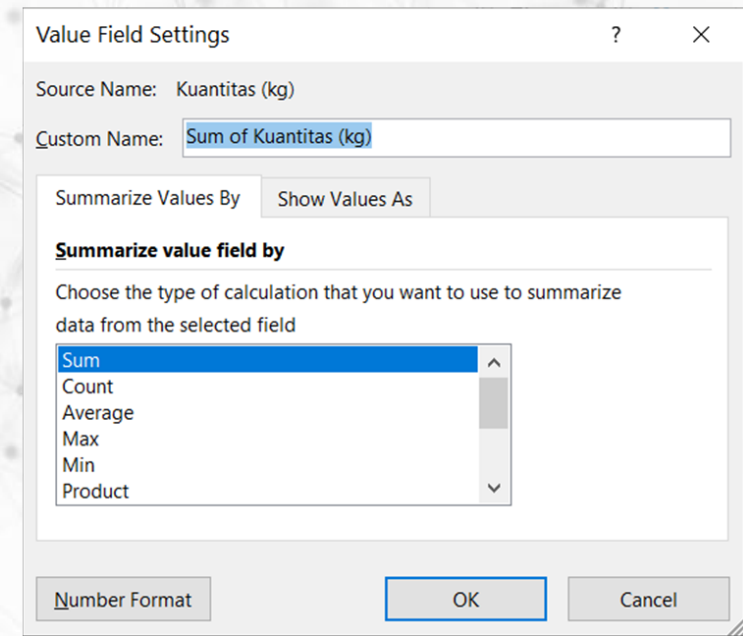 Value Field Settings ?
Source Name: Kuantitas (kg)
Custom Name: Sum of Kuantitas (kg)
Summarize Values By Show Values As
Summarize value field by
Choose the type of calculation that you want to use to summarize
data from the selected field
Sum
Count
Average
Max
Min
Product
Number Format OK Cancel